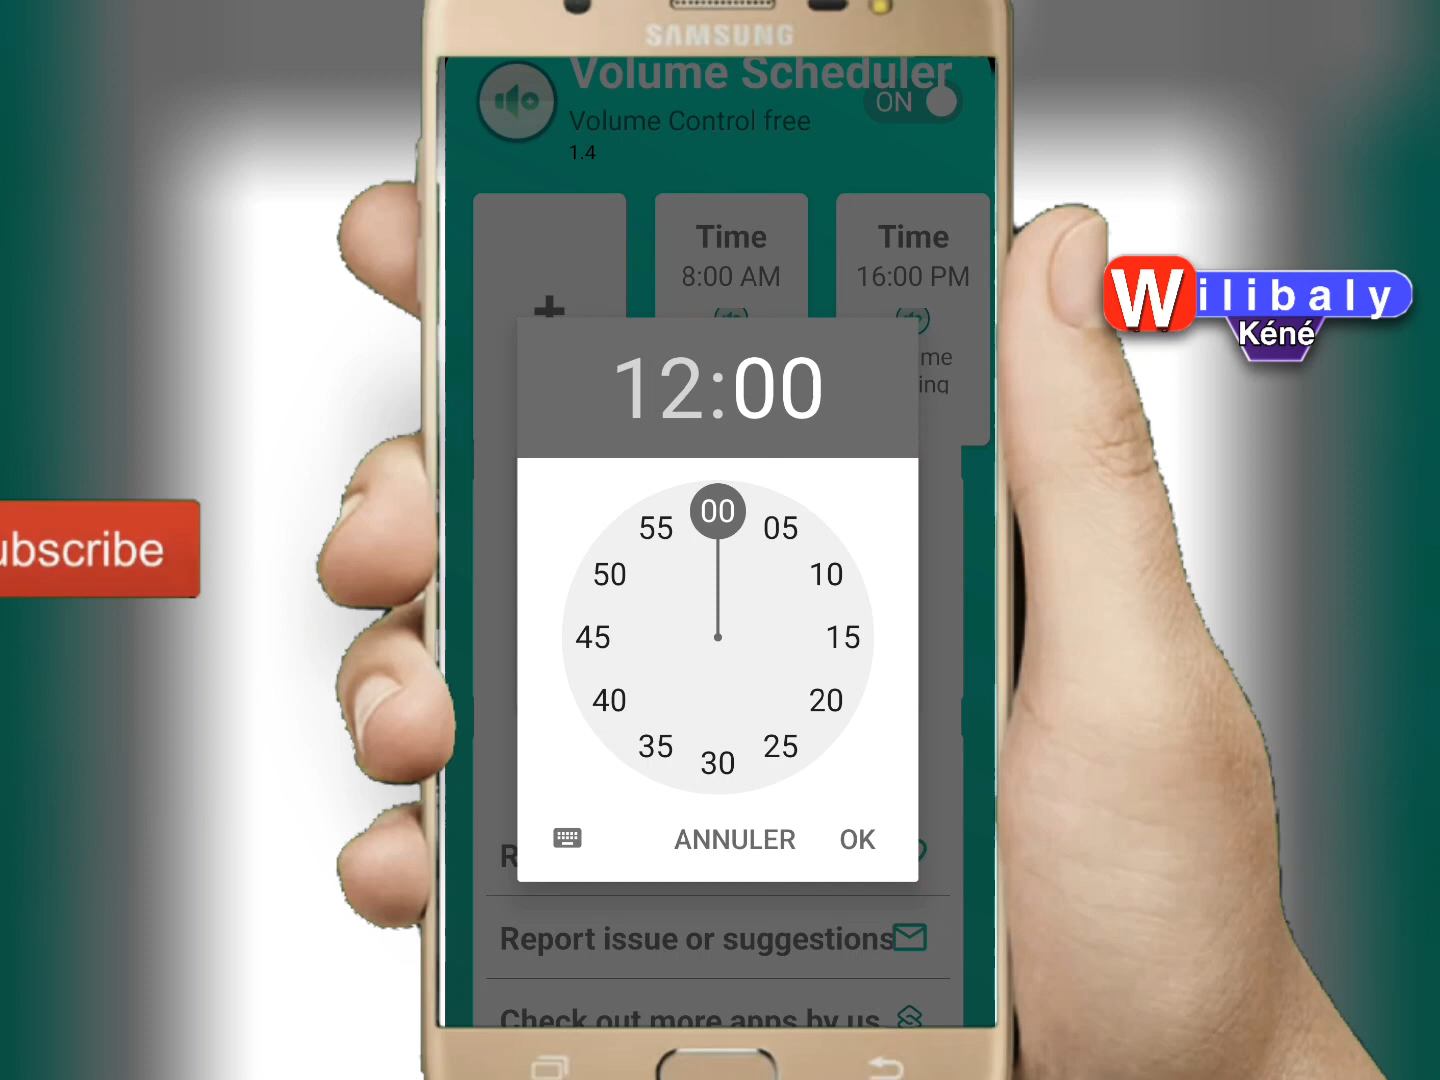 SAMSUNG
Volume Scheduler
ON
Volume Control free
1.4
Time
8:00 AM
Time
16:00 PM
+
me
ing
12:00
00
05
10
15
20
25
30
35
40
45
50
55
ANNULER
OK
R
Report issue or suggestions
Check out more apps by us
Wilibaly
Kéné
ubscribe